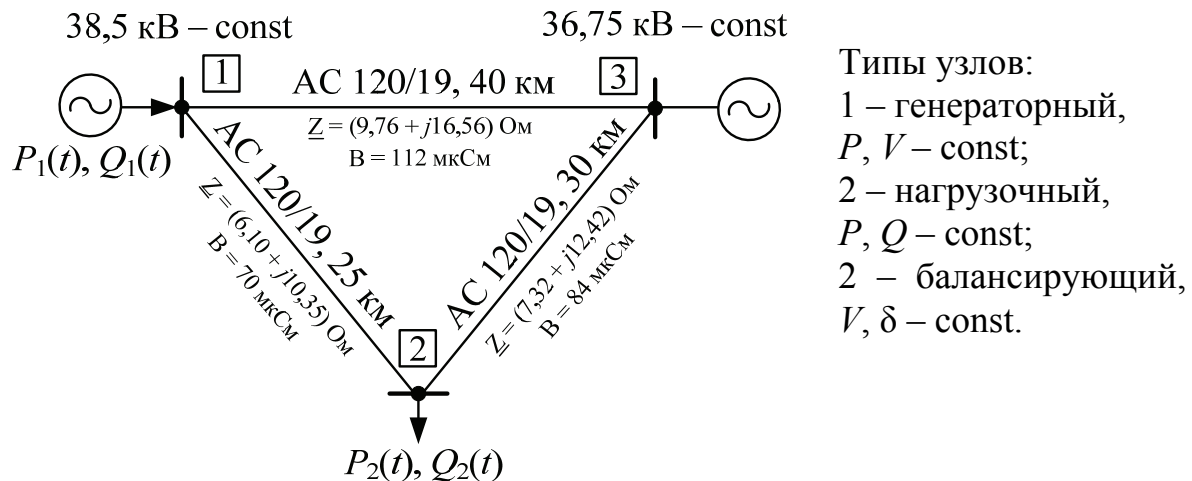 38,5 кВ – const
36,75 кВ – const
1
3
АС 120/19, 40 км
Z = (9,76 + j16,56) Ом
В = 112 мкСм
P1(t), Q1(t)
АС 120/19, 25 км
Z = (6,10 + j10,35) Ом
В = 70 мкСм
АС 120/19, 30 км
Z = (7,32 + j12,42) Ом
В = 84 мкСм
2
P2(t), Q2(t)
Типы узлов:
1 – генераторный,
P, V – const;
2 – нагрузочный,
P, Q – const;
2 – балансирующий,
V, δ – const.